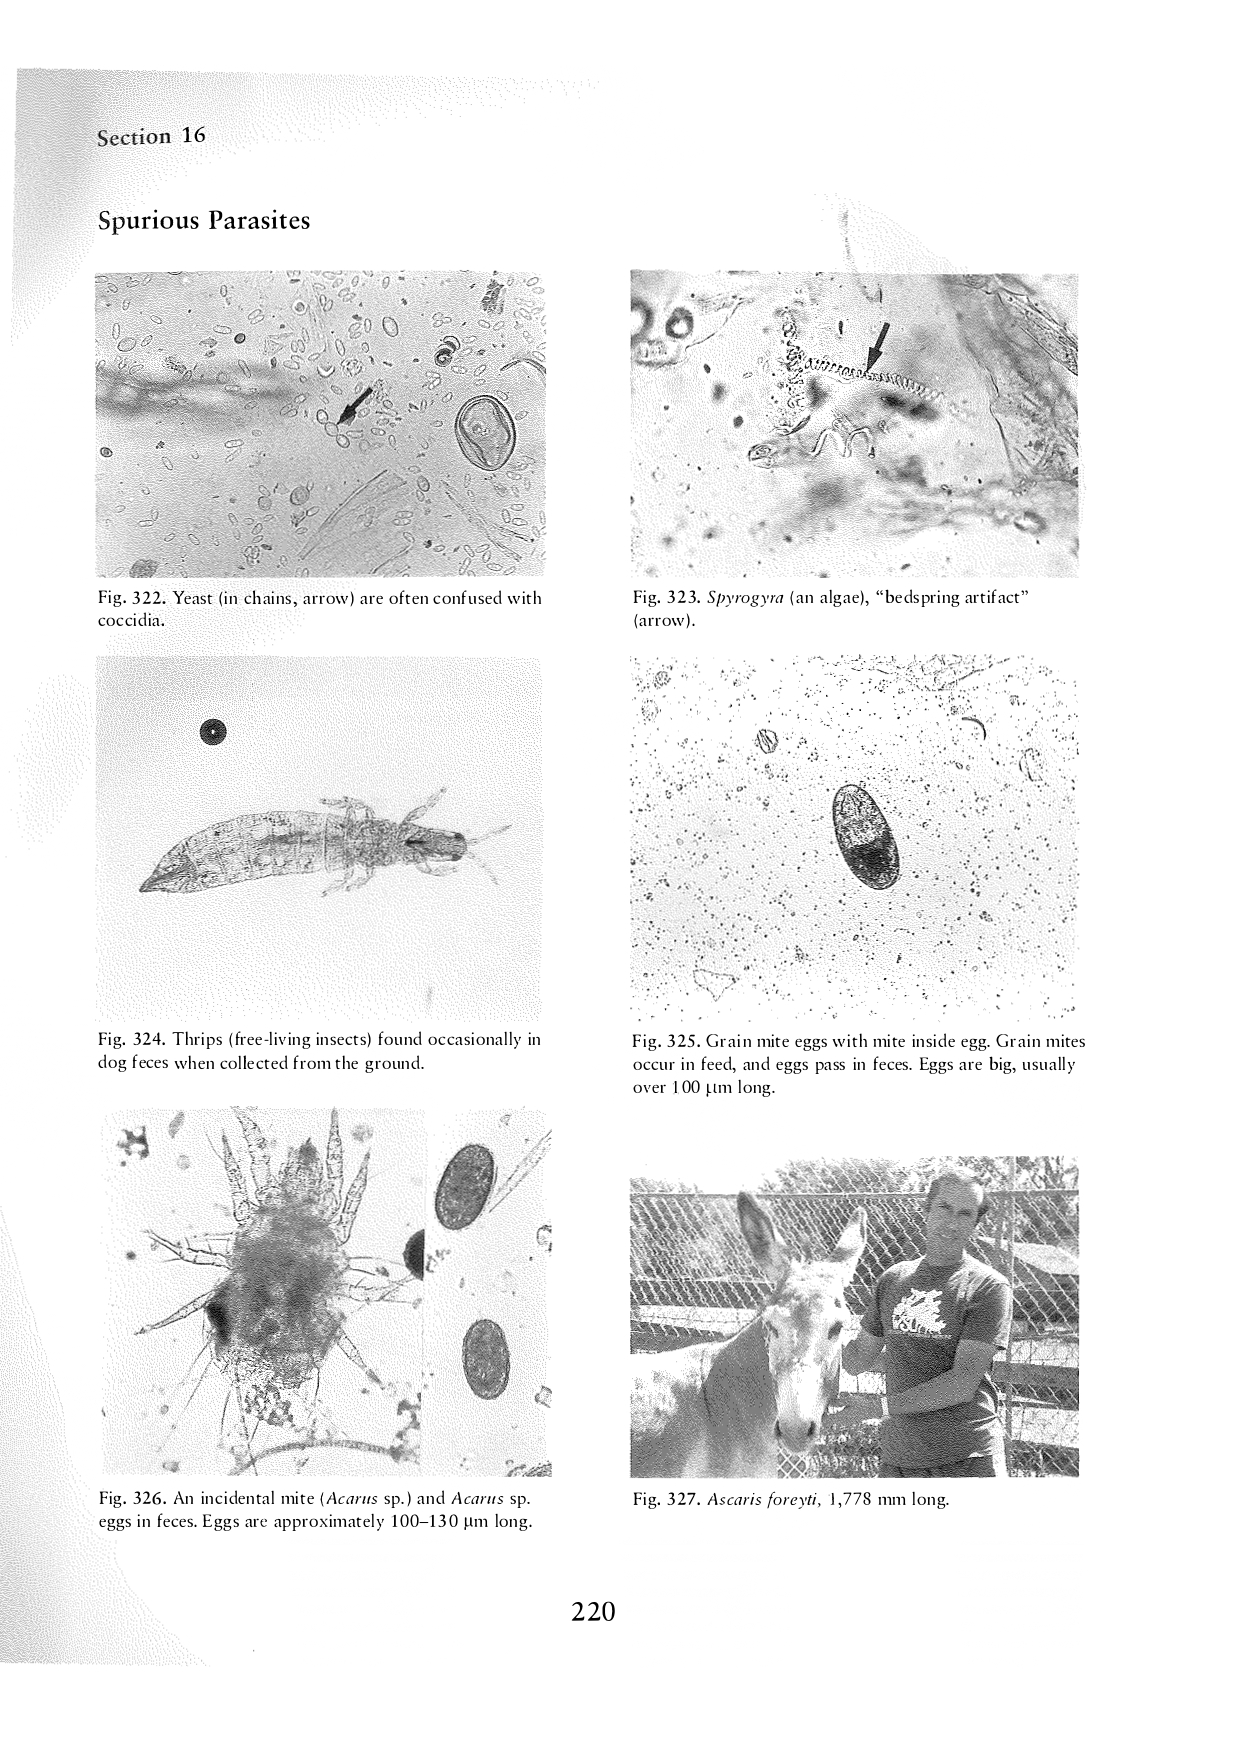 Section 16
Spurious Parasites
Fig. 322. Yeast (in chains, arrow) are often confused with
coccidia.
Fig. 323. Spyrogyra (an algae), “bedspring artifact”
(arrow).
Fig. 324. Thrips (free-living insects) found occasionally in
dog feces when collected from the ground.
Fig. 325. Grain mite eggs with mite inside egg. Grain mites
occur in feed, and eggs pass in feces. Eggs are big, usually
over 100 μm long.
WSU
Fig. 326. An incidental mite (Acarus sp.) and Acarus sp.
eggs in feces. Eggs are approximately 100–130 μm long.
Fig. 327. Ascaris foreyti, 1,778 mm long.
220